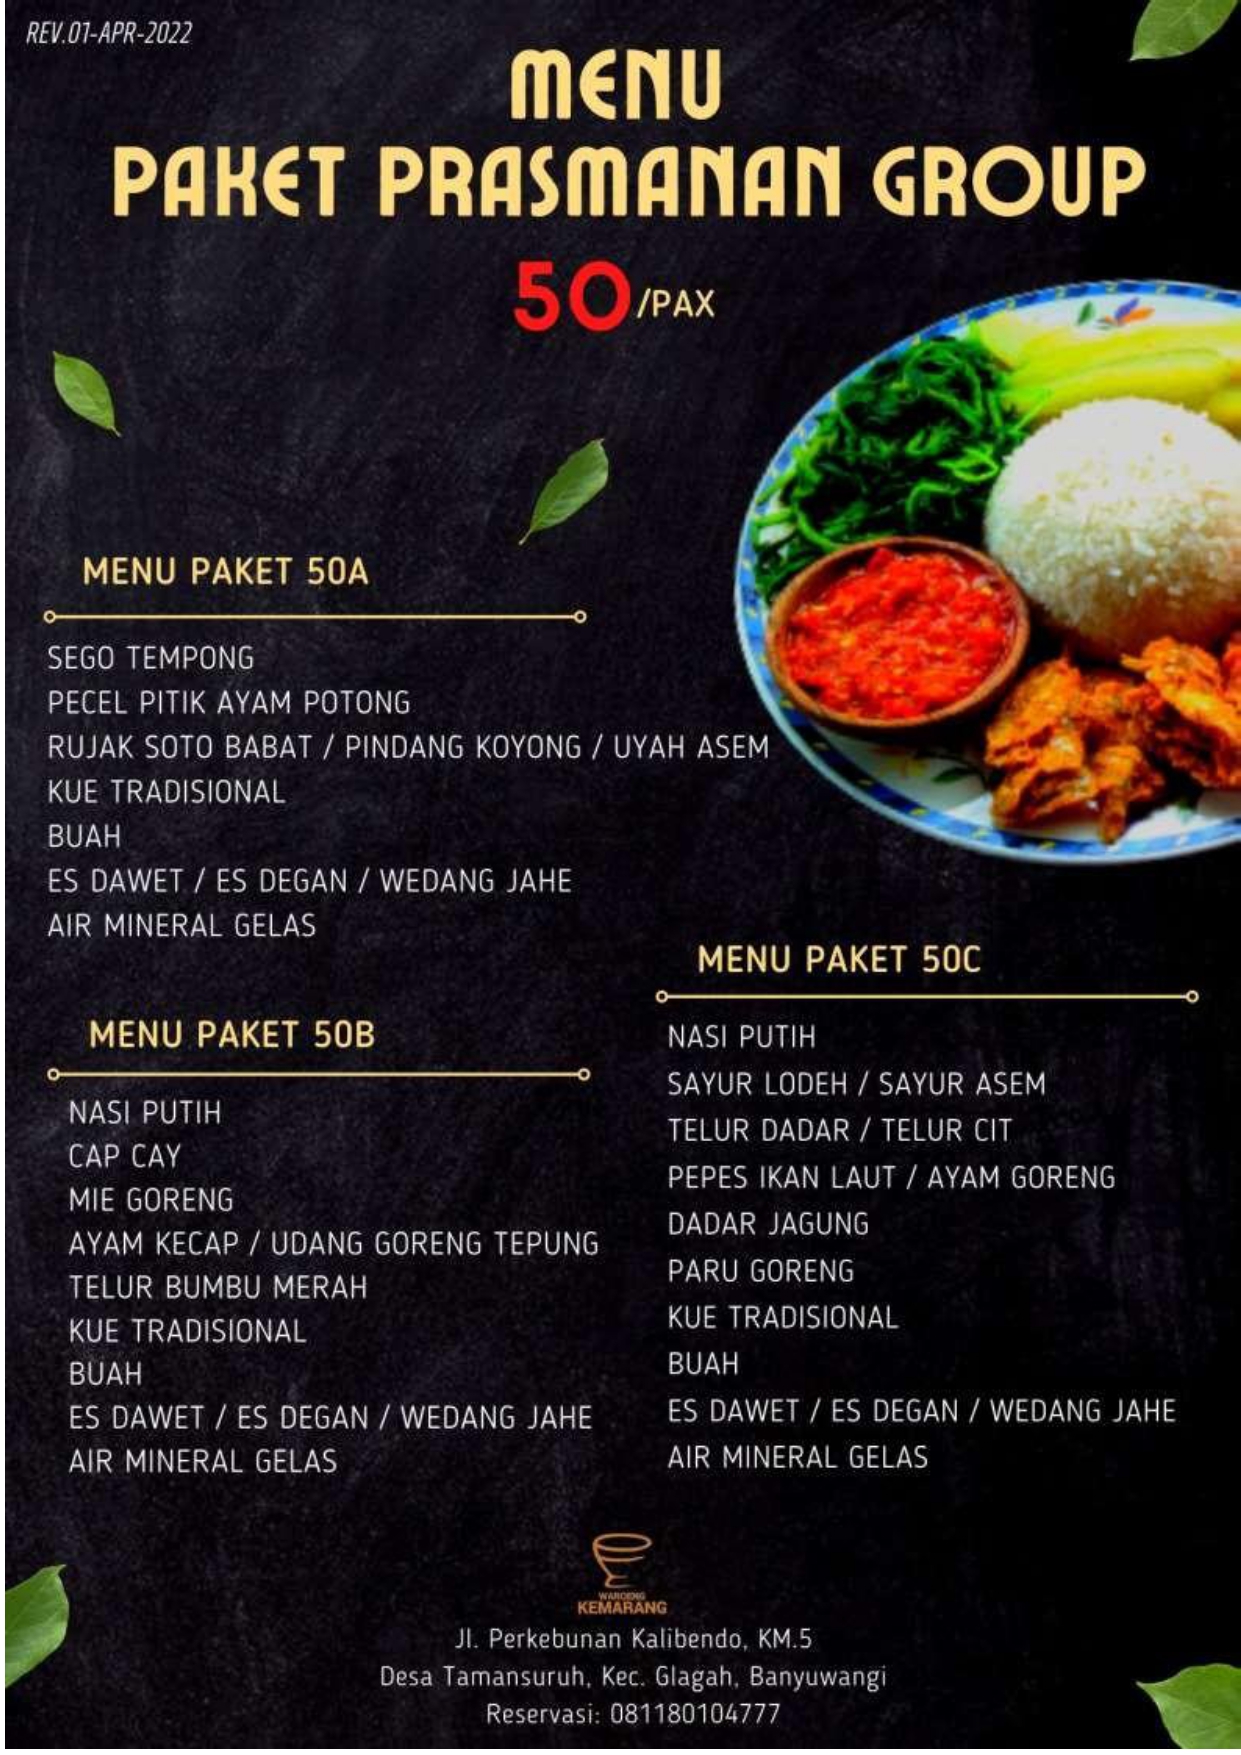 REV.01-APR-2022
MENU
PAKET PRASMANAN GROUP
50/PAX
MENU PAKET 50A
SEGO TEMPONG
PECEL PITIK AYAM POTONG
RUJAK SOTO BABAT / PINDANG KOYONG / UYAH ASEM
KUE TRADISIONAL
BUAH
ES DAWET / ES DEGAN / WEDANG JAHE
AIR MINERAL GELAS
MENU PAKET 50B
NASI PUTIH
CAP CAY
MIE GORENG
AYAM KECAP / UDANG GORENG TEPUNG
TELUR BUMBU MERAH
KUE TRADISIONAL
BUAH
ES DAWET / ES DEGAN / WEDANG JAHE
AIR MINERAL GELAS
MENU PAKET 50C
NASI PUTIH
SAYUR LODEH / SAYUR ASEM
TELUR DADAR / TELUR CIT
PEPES IKAN LAUT / AYAM GORENG
DADAR JAGUNG
PARU GORENG
KUE TRADISIONAL
BUAH
ES DAWET / ES DEGAN / WEDANG JAHE
AIR MINERAL GELAS
WAROENG
KEMARANG
Jl. Perkebunan Kalibendo, KM.5
Desa Tamansuruh, Kec. Glagah, Banyuwangi
Reservasi: 081180104777